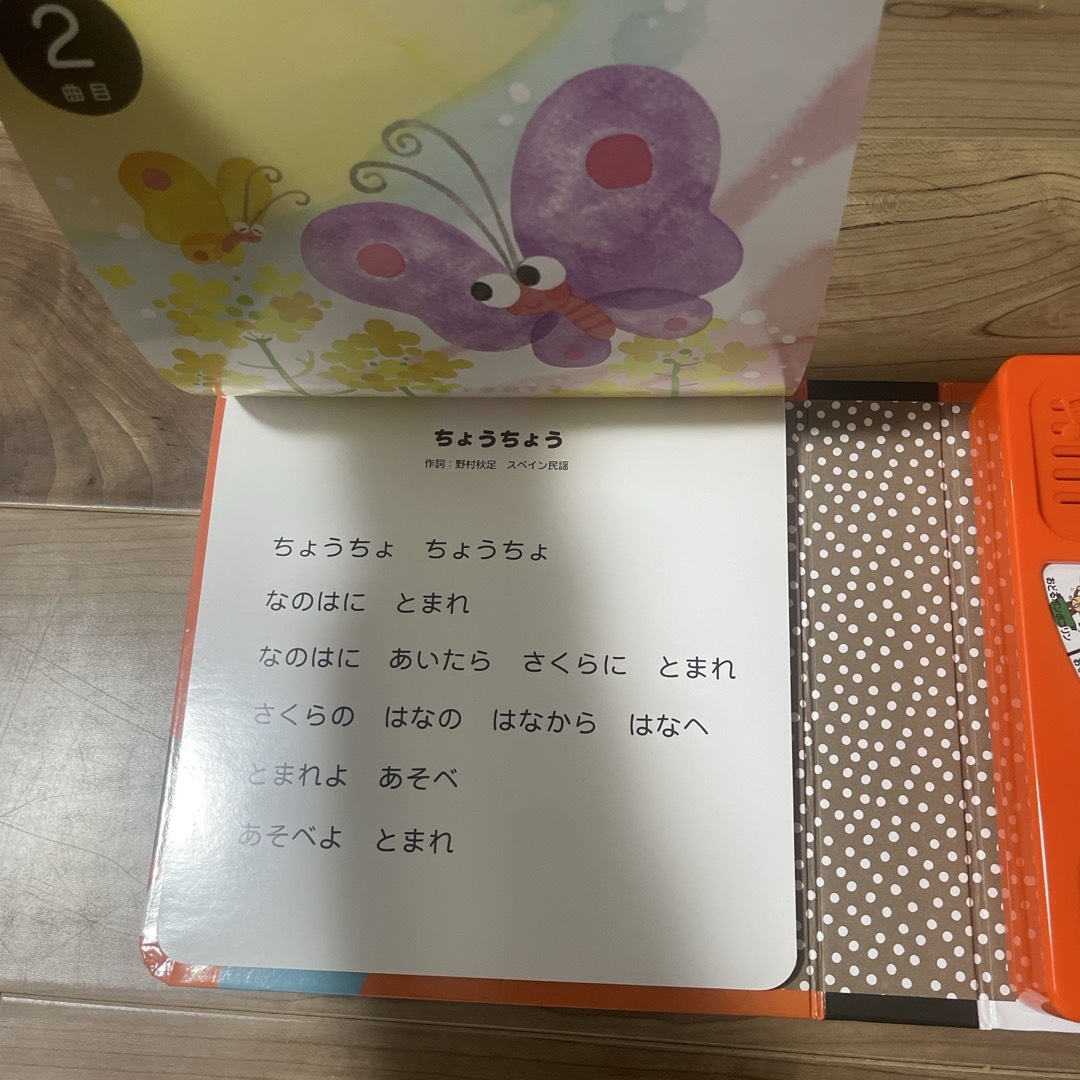 2
曲目
ちょうちょう
作詞：野村秋足　スペイン民謡
ちょうちょ　ちょうちょ
なのはに　とまれ
なのはに　あいたら　さくらに　とまれ
さくらの　はなの　はなから　はなへ
とまれよ　あそべ
あそべよ　とまれ